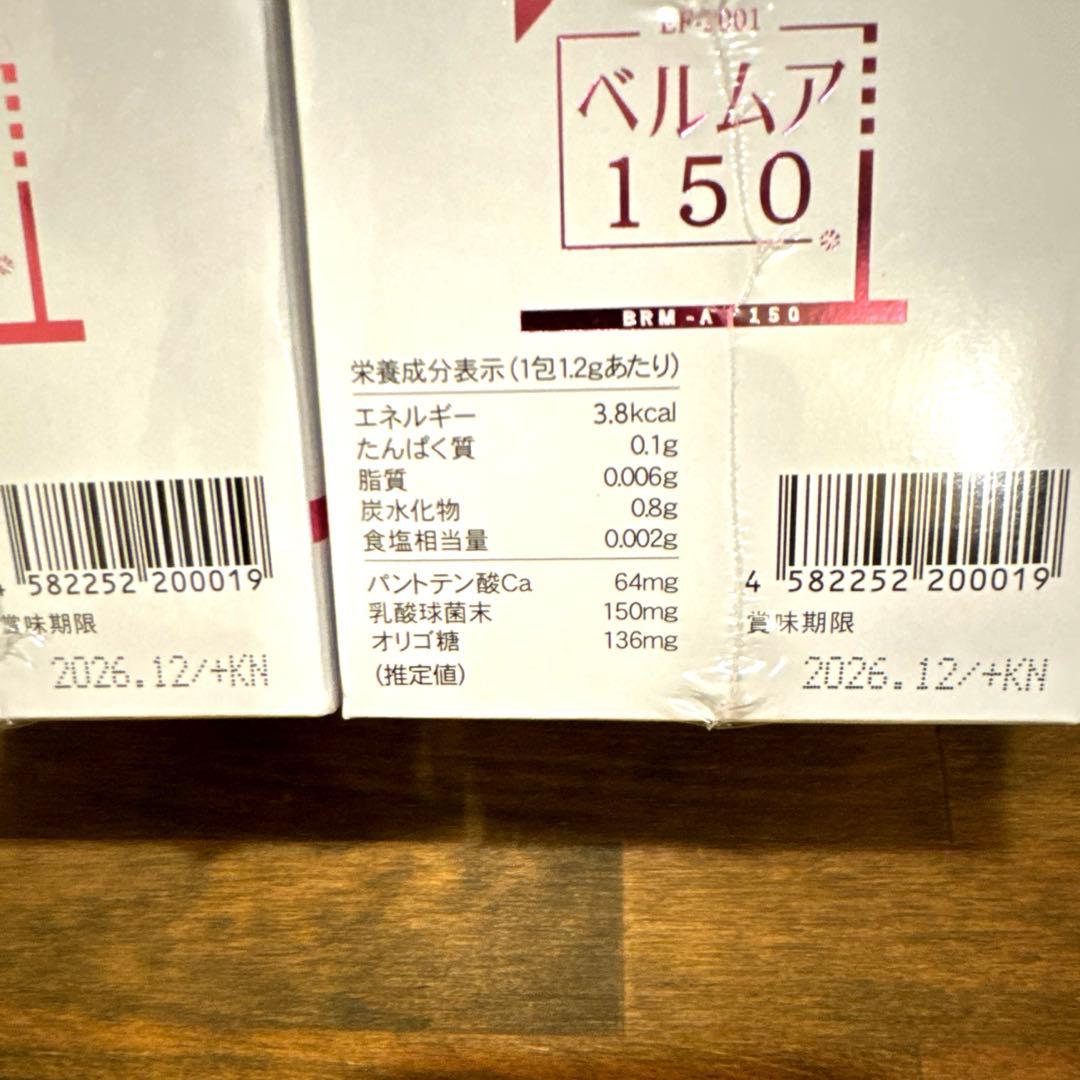 ベルムア
150
BRM-A 150
栄養成分表示(1包1.2gあたり)
エネルギー 3.8kcal
たんぱく質 0.1g
脂質 0.006g
炭水化物 0.8g
食塩相当量 0.002g
パントテン酸Ca 64mg
乳酸球菌末 150mg
オリゴ糖 136mg
(推定値)
4 582252 200019
賞味期限
2026.12/+KN
582252 200019
賞味期限
2026.12/+KN